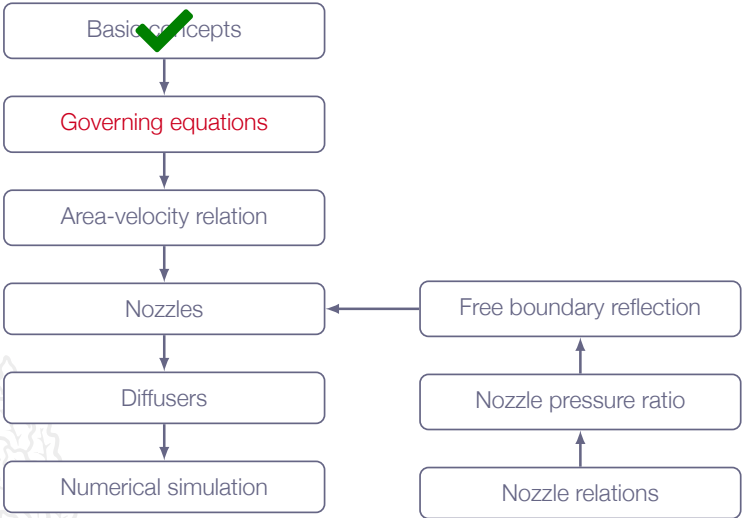 Basic concepts
Governing equations
Area-velocity relation
Nozzles
Free boundary reflection
Diffusers
Nozzle pressure ratio
Numerical simulation
Nozzle relations